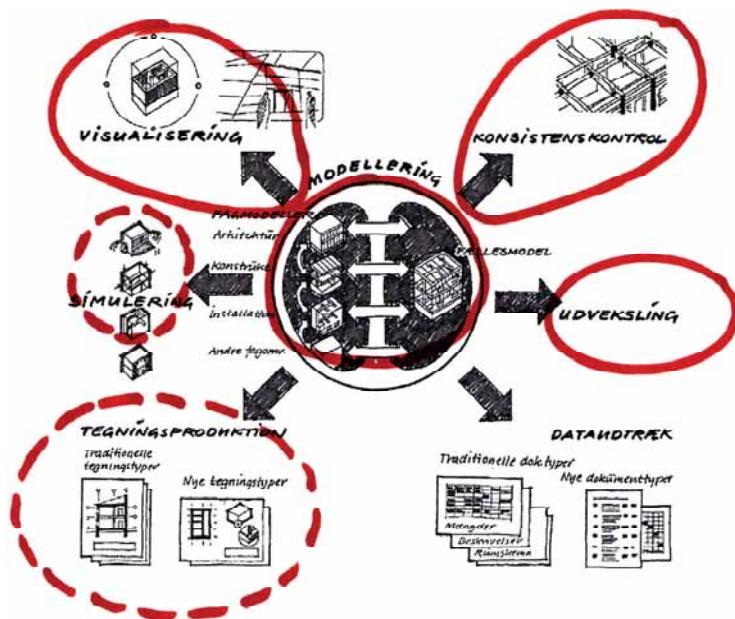 VISUALISERING
KONSISTENSKONTROL
MODELLERING
FAGMODELLER
Arkitektur
Konstrukt
FÆLLESMODEL
SIMULERING
Installation
UDVEKSLING
Andre fagomr.
TEGNINGSPRODUKTION
Traditionelle
tegningstyper
Nye tegningstyper
DATAUDTRÆK
Traditionelle dok.typer
Nye dokumenttyper
Mængder
Beskrivelser
Rumskema